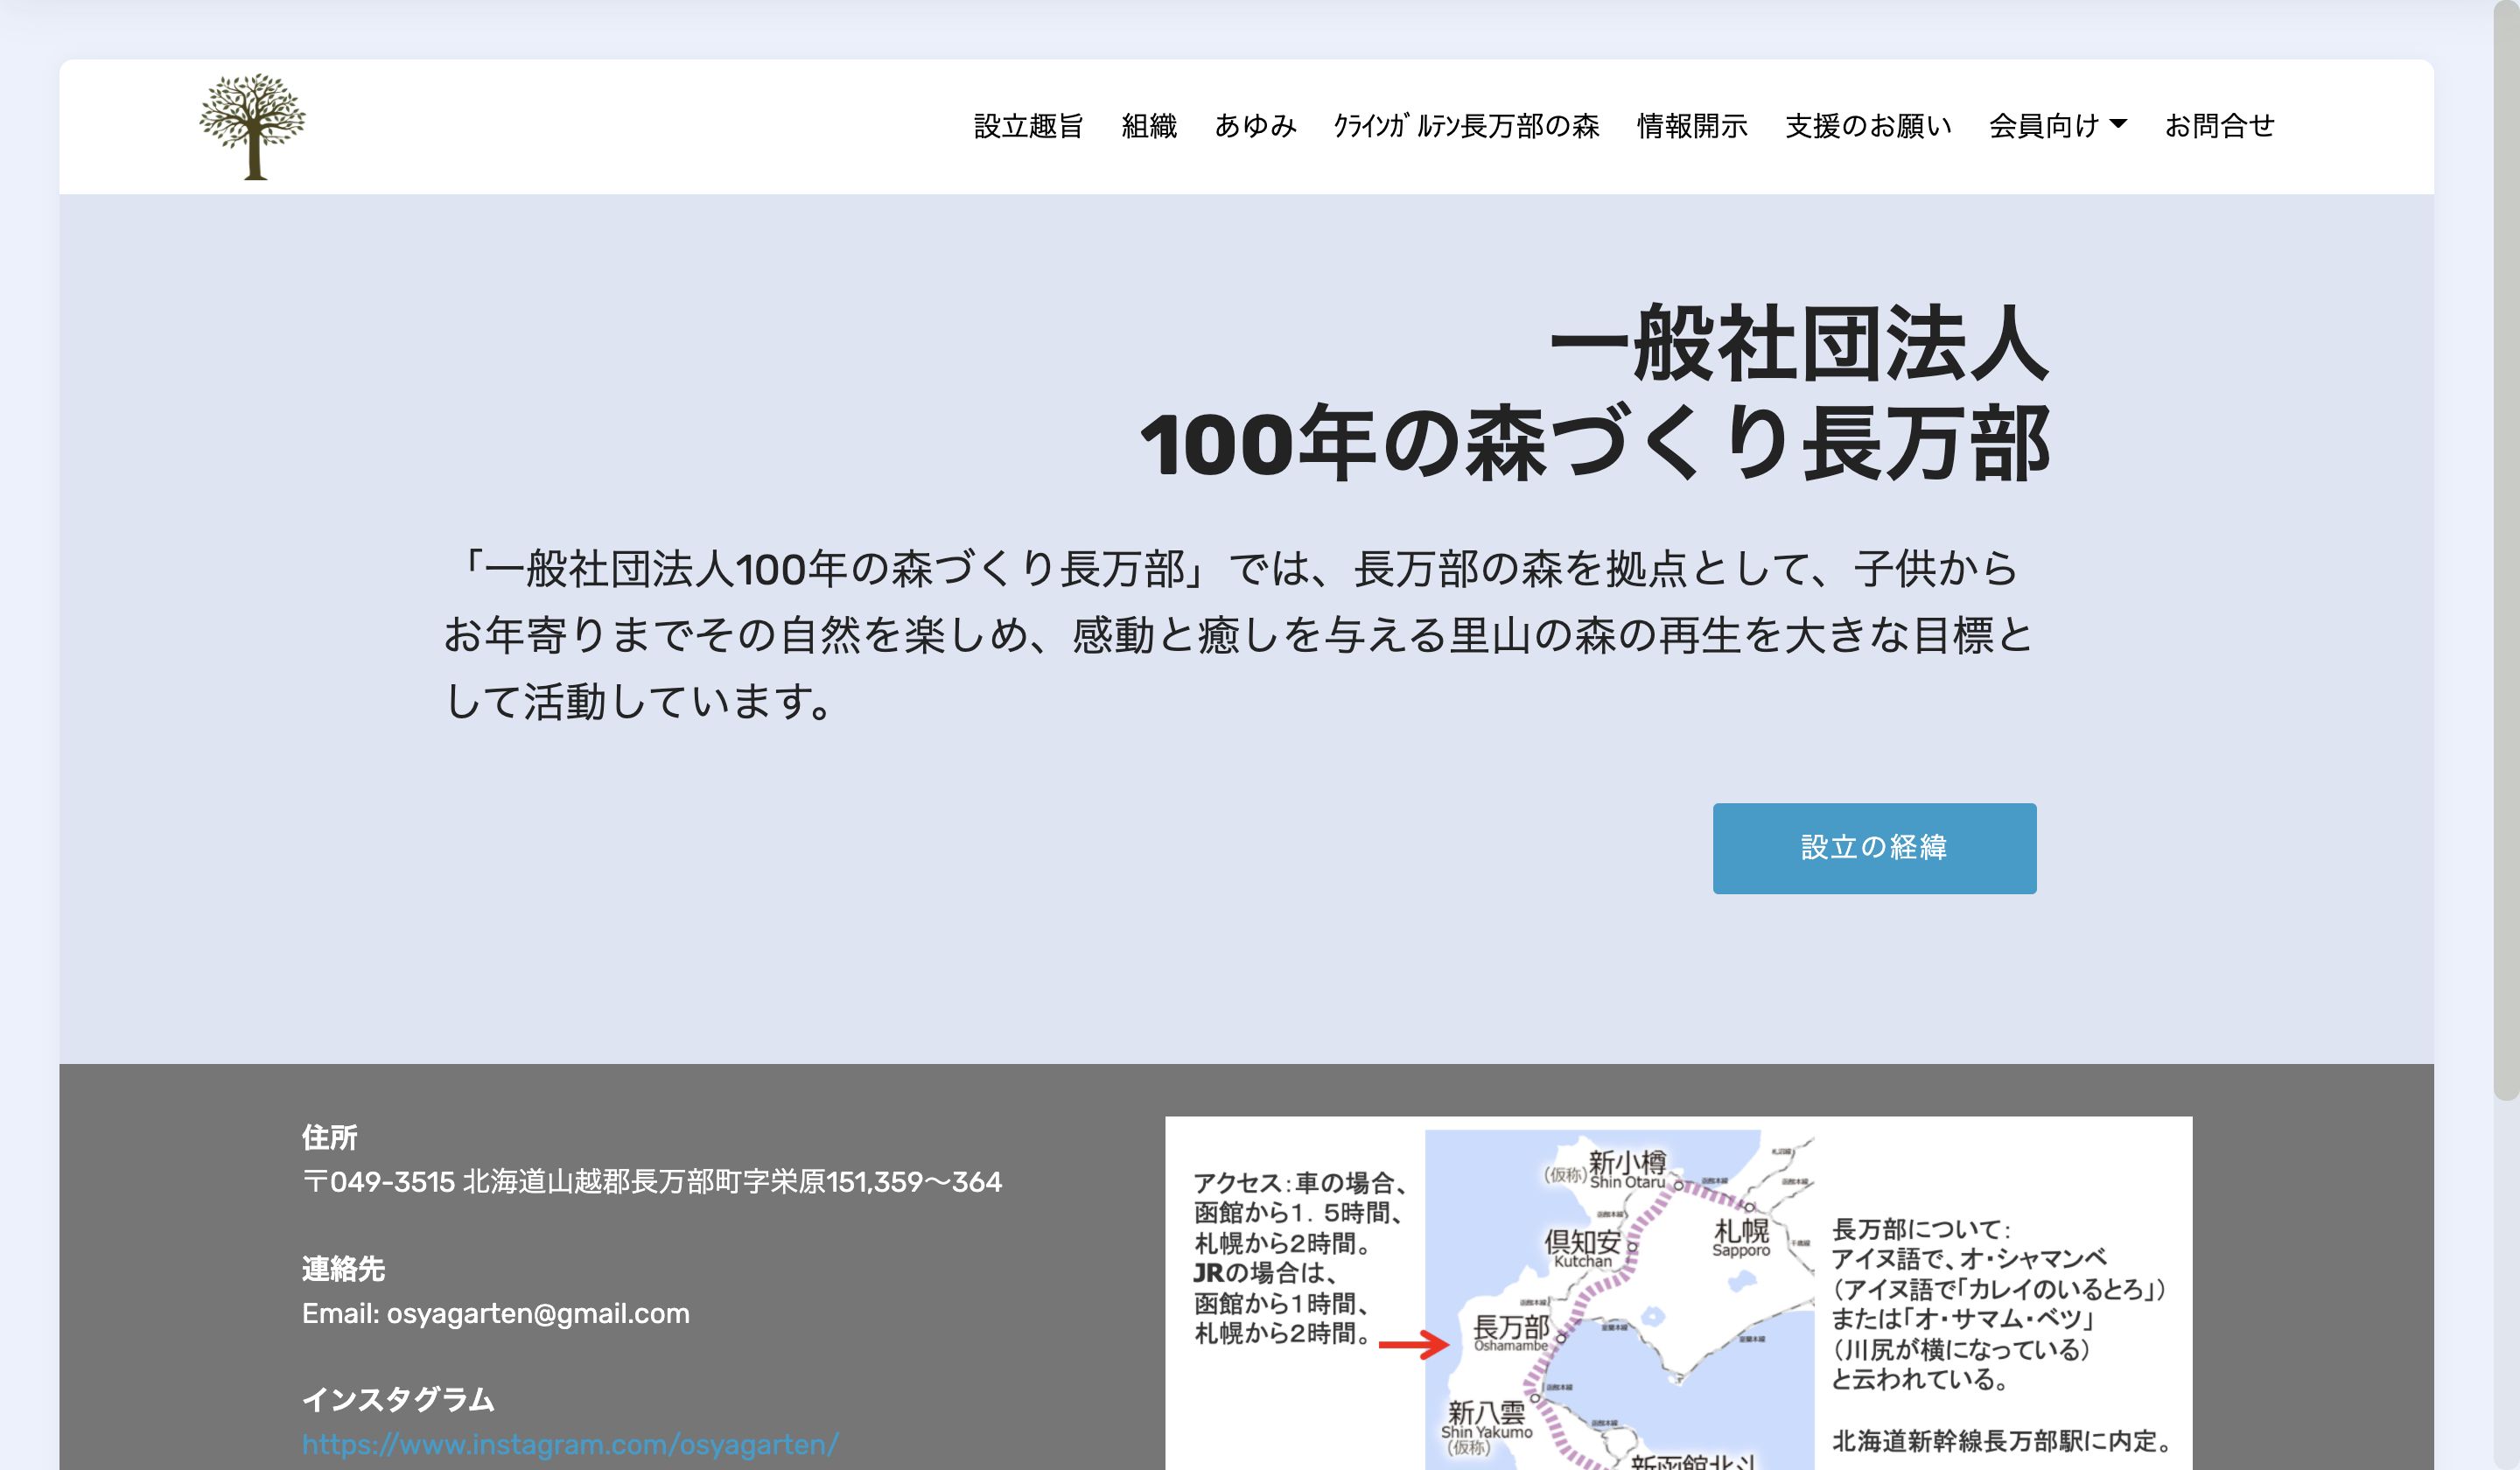 設立趣旨 組織 あゆみ ｸﾗｲﾝｶﾞﾙﾃﾝ長万部の森 情報開示 支援のお願い 会員向け お問合せ
一般社団法人
100年の森づくり長万部
「一般社団法人100年の森づくり長万部」では、長万部の森を拠点として、子供から
お年寄りまでその自然を楽しめ、感動と癒しを与える里山の森の再生を大きな目標と
して活動しています。
設立の経緯
住所
〒049-3515 北海道山越郡長万部町字栄原151,359〜364
連絡先
Email: osyagarten@gmail.com
インスタグラム
https://www.instagram.com/osyagarten/
アクセス：車の場合、
函館から１．５時間、
札幌から２時間。
JRの場合は、
函館から１時間、
札幌から２時間。
新小樽
（仮称） Shin Otaru
札幌
Sapporo
倶知安
Kutchan
長万部
Oshamambe
新八雲
Shin Yakumo
（仮称）
新函館北斗
長万部について：
アイヌ語で、オ・シャマンベ
（アイヌ語で「カレイのいるとろ」）
または「オ・サマム・ベツ」
（川尻が横になっている）
と云われている。
北海道新幹線長万部駅に内定。